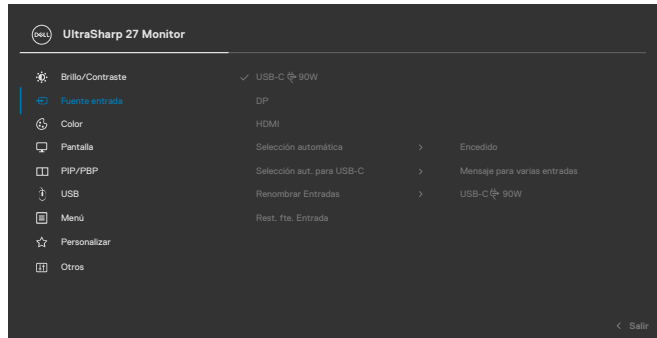 DELL UltraSharp 27 Monitor
Brillo/Contraste USB-C 90W
Fuente entrada DP
Color HDMI
Pantalla Selección automática > Encedido
PIP/PBP Selección aut. para USB-C > Mensaje para varias entradas
USB Renombrar Entradas > USB-C 90W
Menú Rest. fte. Entrada
Personalizar
Otros
< Salir